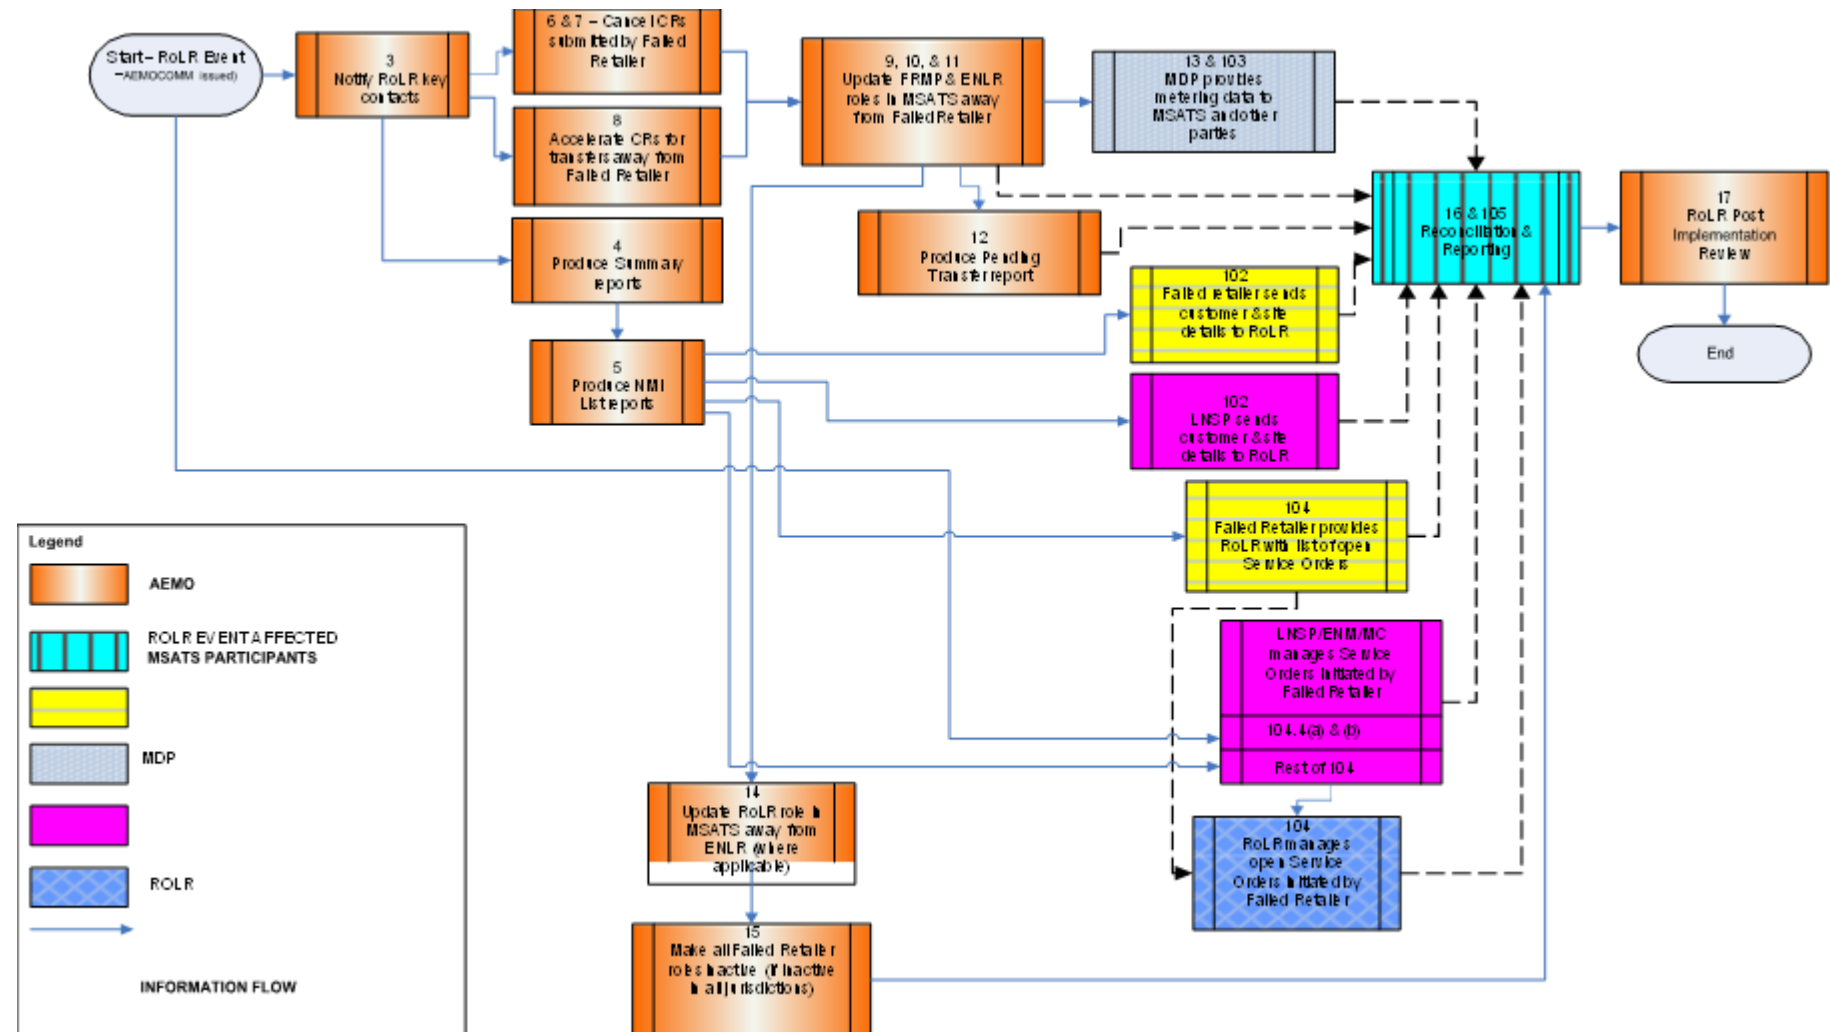 Start– RoLR Event
–AEMOCOMM issued)
3
Notify RoLR key
contacts
6 & 7 – Cancel CRs
submitted by Failed
Retailer
8
Accelerate CRs for
transfers away from
Failed Retailer
4
Produce Summary
reports
5
Produce NMI
List reports
9, 10, & 11
Update FRMP & ENLR
roles in MSATS away
from Failed Retailer
12
Produce Pending
Transfer report
13 & 103
MDP provides
metering data to
MSATS and other
parties
102
Failed retailer sends
customer & site
details to RoLR
102
LNSP sends
customer & site
details to RoLR
104
Failed Retailer provides
RoLR with list of open
Service Orders
LNSP/ENM/MC
manages Service
Orders initiated by
Failed Retailer
104.4(a) & (b)
Rest of 104
104
RoLR manages
open Service
Orders initiated by
Failed Retailer
14
Update RoLR role in
MSATS away from
ENLR (where
applicable)
15
Make all Failed Retailer
roles inactive (if inactive
in all jurisdictions)
16 & 105
Reconciliation &
Reporting
17
RoLR Post
Implementation
Review
End
Legend
AEMO
ROLR EVENT AFFECTED
MSATS PARTICIPANTS
MDP
ROLR
INFORMATION FLOW